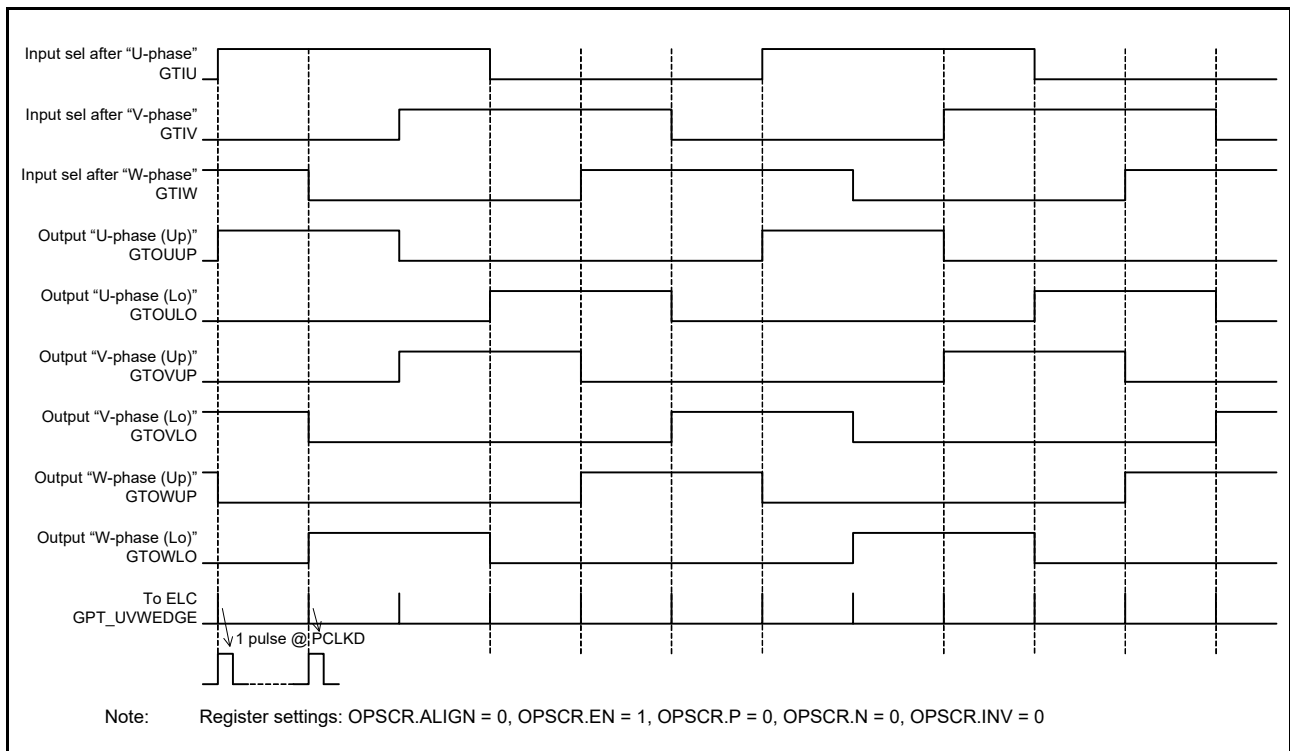 Input sel after “U-phase”
GTIU
Input sel after “V-phase”
GTIV
Input sel after “W-phase”
GTIW
Output “U-phase (Up)”
GTOUUP
Output “U-phase (Lo)”
GTOULO
Output “V-phase (Up)”
GTOVUP
Output “V-phase (Lo)”
GTOVLO
Output “W-phase (Up)”
GTOWUP
Output “W-phase (Lo)”
GTOWLO
To ELC
GPT_UVWEDGE
1 pulse @ PCLKD
Note: Register settings: OPSCR.ALIGN = 0, OPSCR.EN = 1, OPSCR.P = 0, OPSCR.N = 0, OPSCR.INV = 0